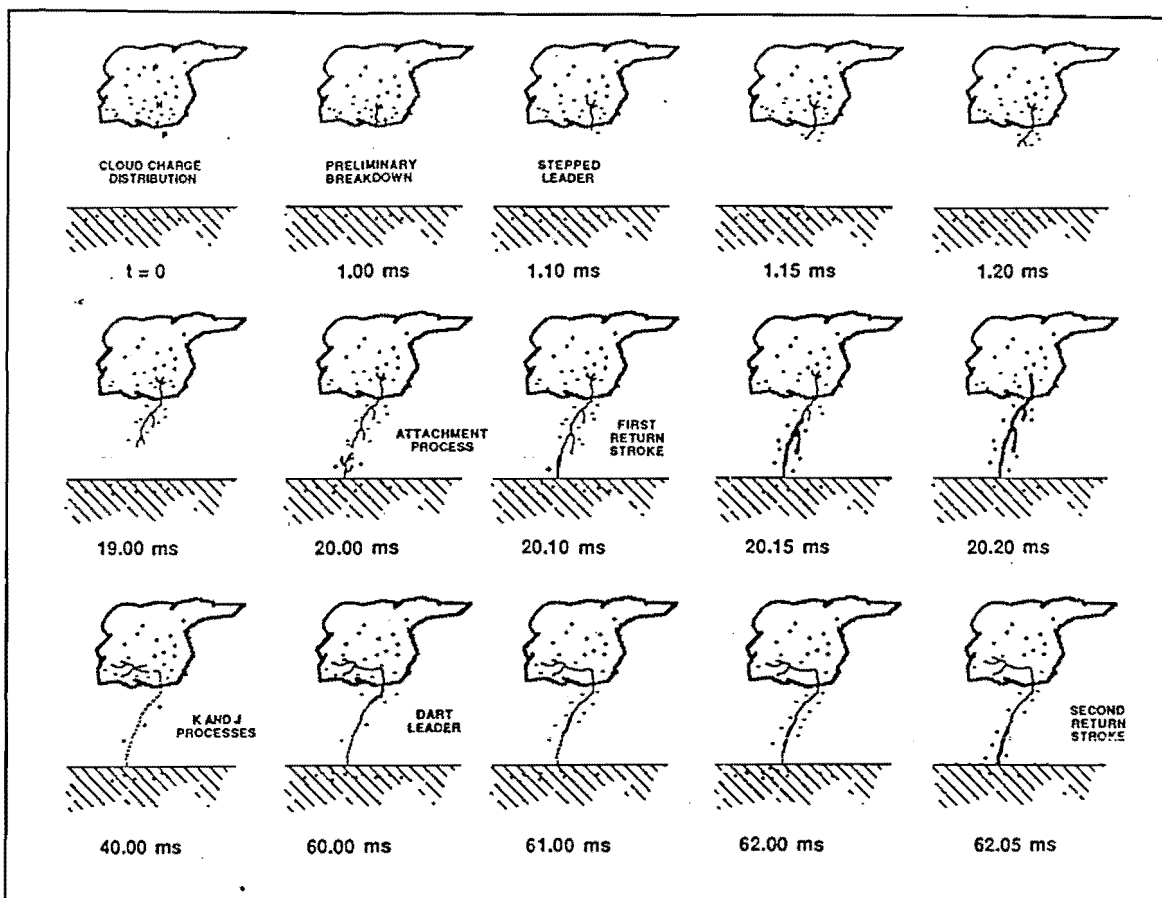 P
N
P
CLOUD CHARGE
DISTRIBUTION
PRELIMINARY
BREAKDOWN
STEPPED
LEADER
t = 0
1.00 ms
1.10 ms
1.15 ms
1.20 ms
ATTACHMENT
PROCESS
FIRST
RETURN
STROKE
19.00 ms
20.00 ms
20.10 ms
20.15 ms
20.20 ms
K AND J
PROCESSES
DART
LEADER
SECOND
RETURN
STROKE
40.00 ms
60.00 ms
61.00 ms
62.00 ms
62.05 ms